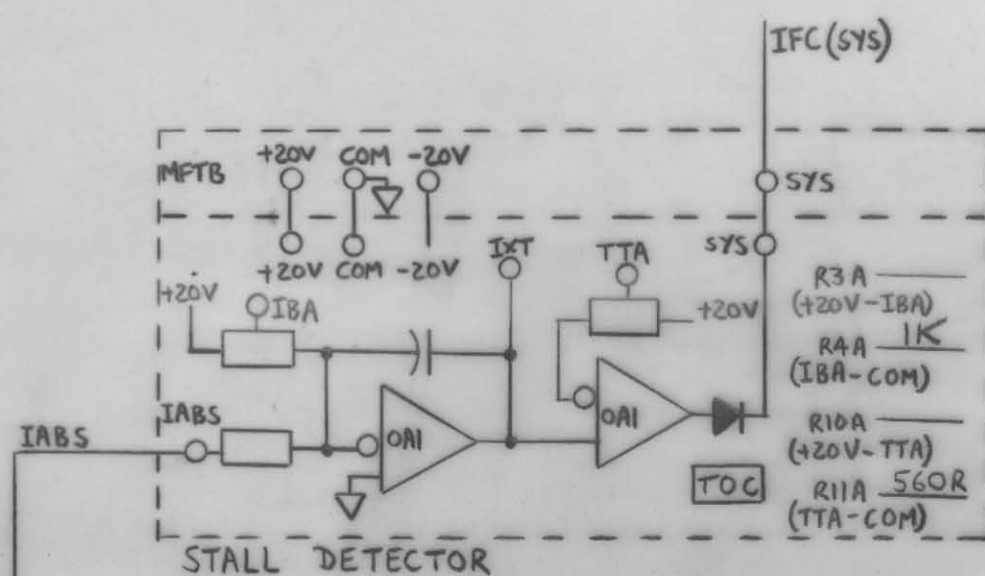 IFC (SYS)
MFTB
+20V COM -20V
SYS
+20V COM -20V
IXT
TTA
SYS
+20V
IBA
+20V
R3A
(+20V-IBA)
R4A 1K
(IBA-COM)
IABS
IABS
OA1
OA1
R10A
(+20V-TTA)
TOC
R11A 560R
(TTA-COM)
STALL DETECTOR